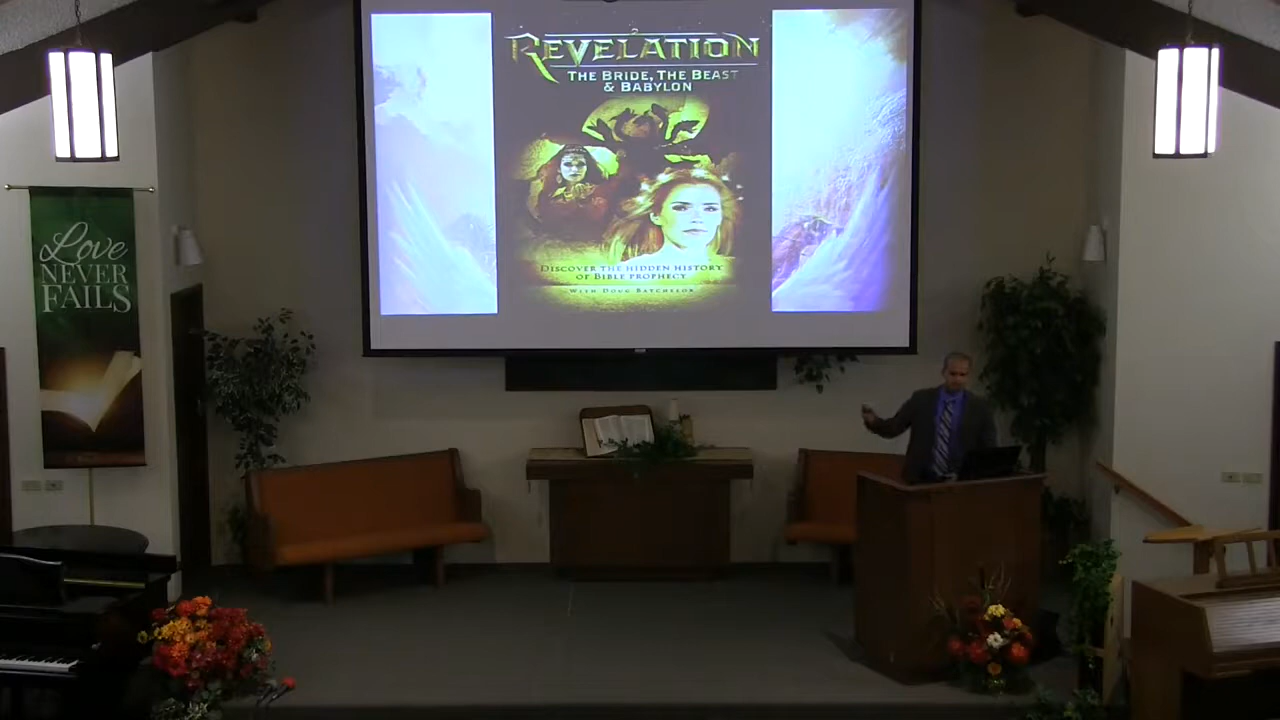 REVELATION
THE BRIDE, THE BEAST
& BABYLON
DISCOVER THE HIDDEN HISTORY
OF BIBLE PROPHECY
WITH DOUG BATCHELOR
Love
NEVER
FAILS